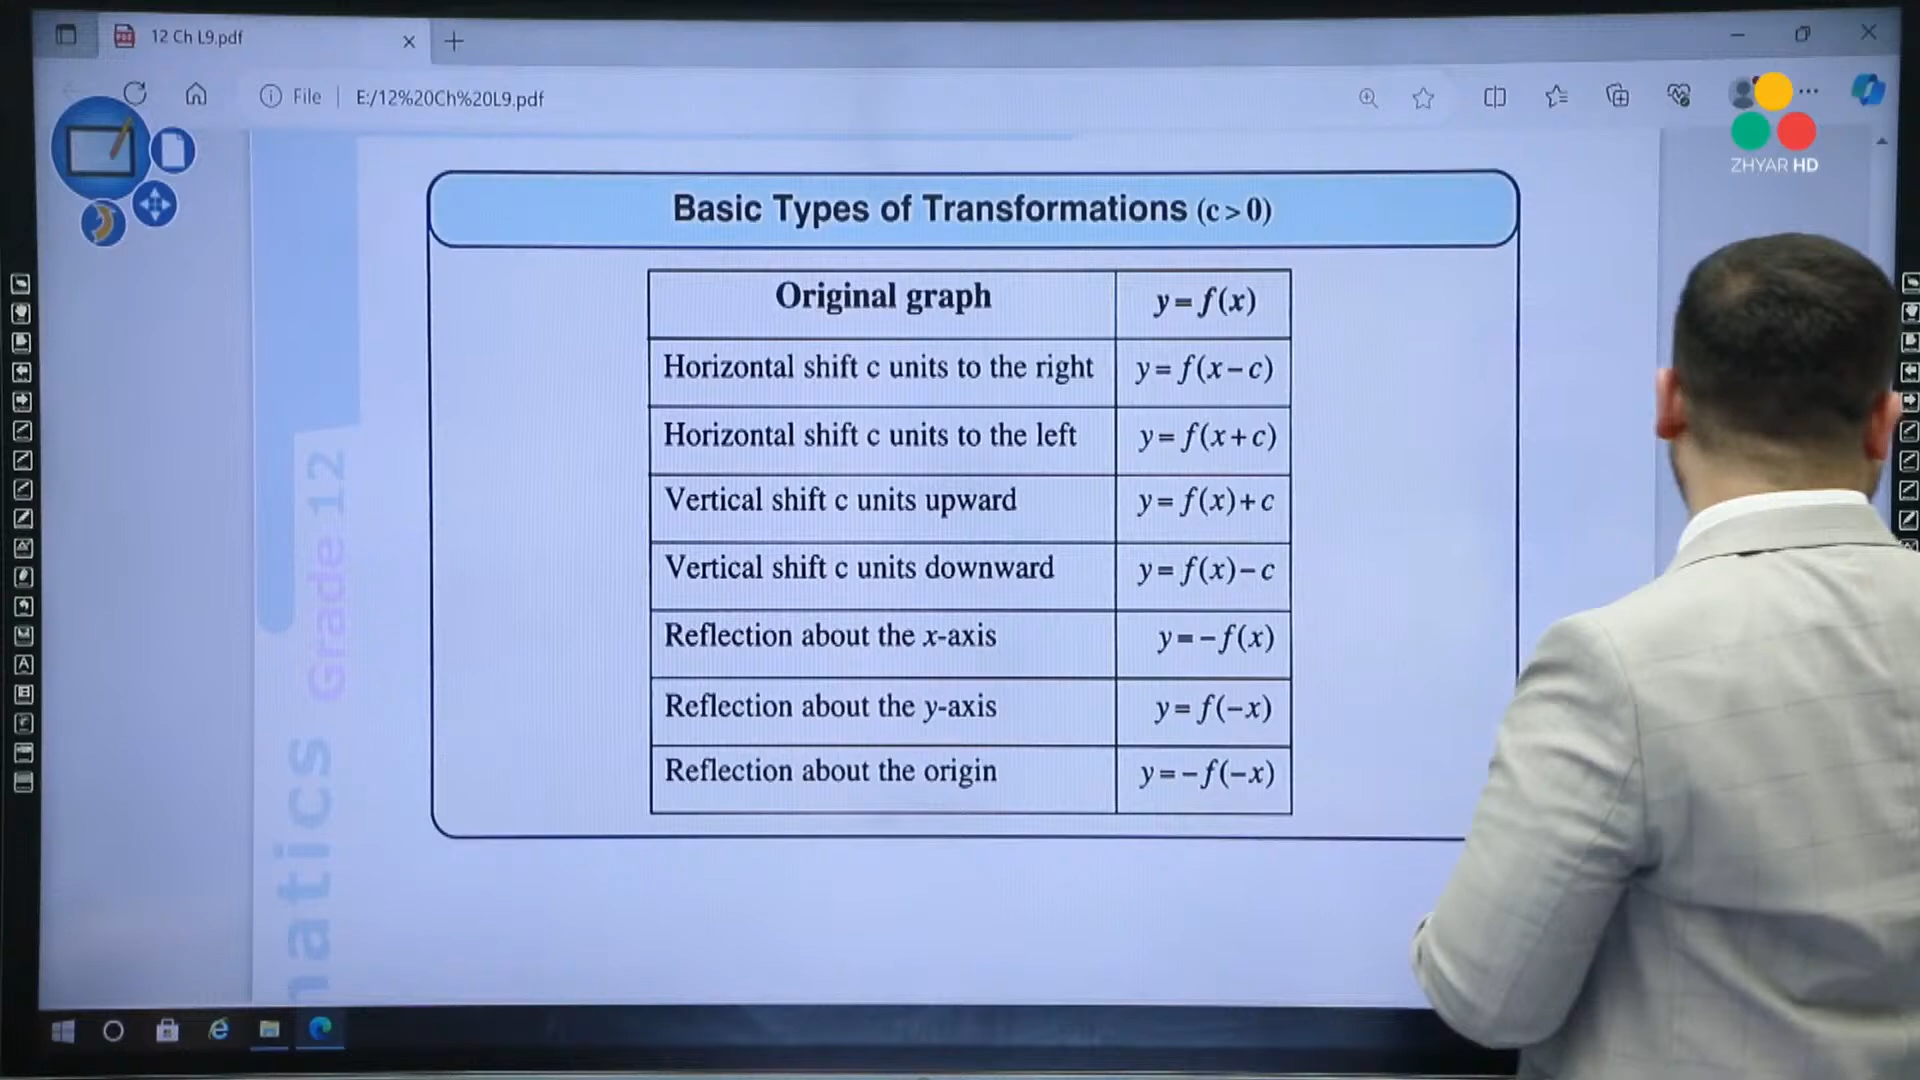 12 Ch L9.pdf
File
E:/12%20Ch%20L9.pdf
ZHYAR HD
Basic Types of Transformations (c > 0)
Original graph y = f(x)
Horizontal shift c units to the right y = f(x − c)
Horizontal shift c units to the left y = f(x + c)
Vertical shift c units upward y = f(x) + c
Vertical shift c units downward y = f(x) − c
Reflection about the x-axis y = − f(x)
Reflection about the y-axis y = f(−x)
Reflection about the origin y = − f(−x)
Grade 12
matics